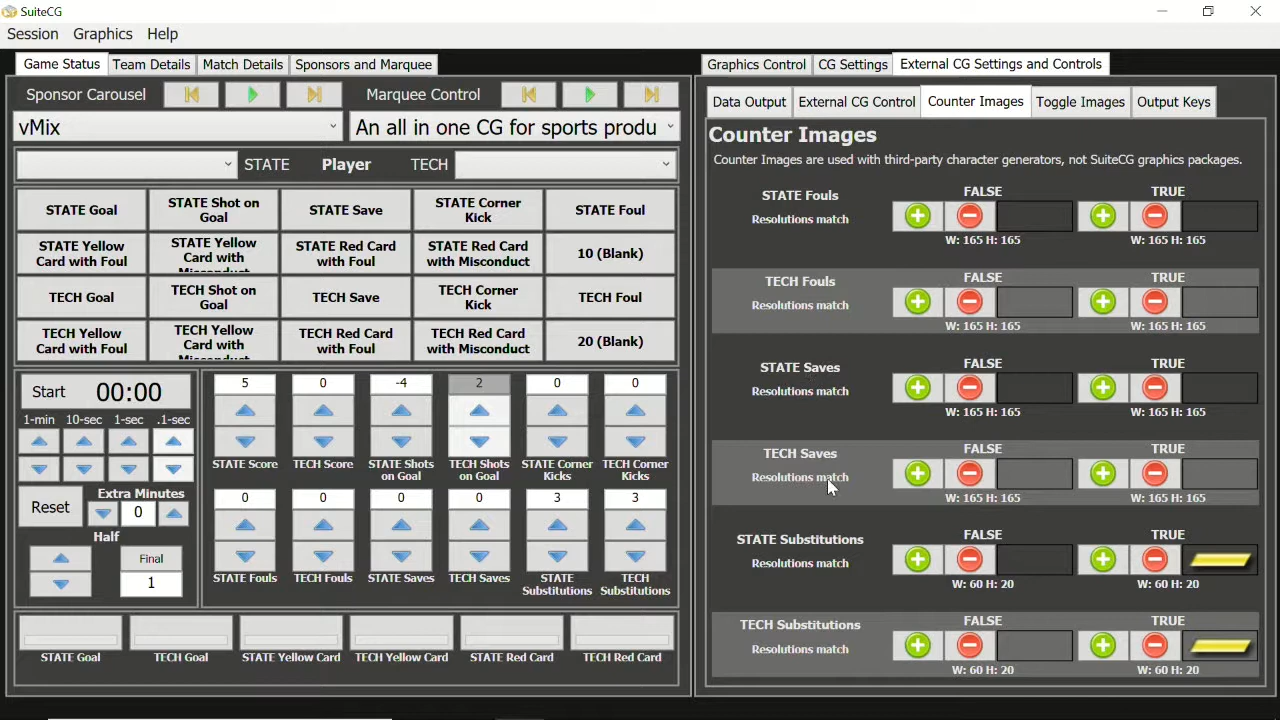 SuiteCG
Session Graphics Help
Game Status Team Details Match Details Sponsors and Marquee
Sponsor Carousel Marquee Control
vMix An all in one CG for sports produ
STATE Player TECH
STATE Goal
STATE Shot on
Goal
STATE Save
STATE Corner
Kick
STATE Foul
STATE Yellow
Card with Foul
STATE Yellow
Card with
Misconduct
STATE Red Card
with Foul
STATE Red Card
with Misconduct
10 (Blank)
TECH Goal
TECH Shot on
Goal
TECH Save
TECH Corner
Kick
TECH Foul
TECH Yellow
Card with Foul
TECH Yellow
Card with
Misconduct
TECH Red Card
with Foul
TECH Red Card
with Misconduct
20 (Blank)
Start 00:00
1-min 10-sec 1-sec .1-sec
Reset
Extra Minutes
0
Half
Final
1
5 0 -4 2 0 0
STATE Score
TECH Score
STATE Shots
on Goal
TECH Shots
on Goal
STATE Corner
Kicks
TECH Corner
Kicks
0 0 0 0 3 3
STATE Fouls
TECH Fouls
STATE Saves
TECH Saves
STATE
Substitutions
TECH
Substitutions
STATE Goal TECH Goal STATE Yellow Card TECH Yellow Card STATE Red Card TECH Red Card
Graphics Control CG Settings External CG Settings and Controls
Data Output External CG Control Counter Images Toggle Images Output Keys
Counter Images
Counter Images are used with third-party character generators, not SuiteCG graphics packages.
STATE Fouls FALSE TRUE
Resolutions match
W: 165 H: 165 W: 165 H: 165
TECH Fouls FALSE TRUE
Resolutions match
W: 165 H: 165 W: 165 H: 165
STATE Saves FALSE TRUE
Resolutions match
W: 165 H: 165 W: 165 H: 165
TECH Saves FALSE TRUE
Resolutions match
W: 165 H: 165 W: 165 H: 165
STATE Substitutions FALSE TRUE
Resolutions match
W: 60 H: 20 W: 60 H: 20
TECH Substitutions FALSE TRUE
Resolutions match
W: 60 H: 20 W: 60 H: 20